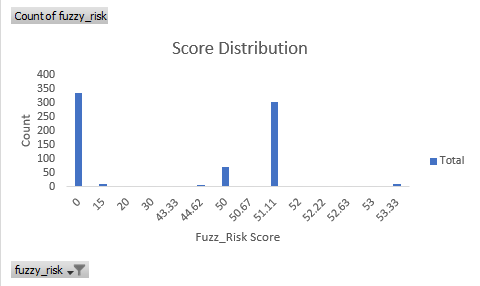 Count of fuzzy_risk
Score Distribution
400
350
300
250
200
150
100
50
0
Count
0 15 20 30 43.33 44.62 50 50.67 51.11 52 52.22 52.63 53 53.33
Total
Fuzz_Risk Score
fuzzy_risk